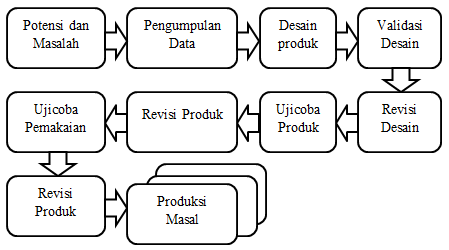 Potensi dan
Masalah
Pengumpulan
Data
Desain
produk
Validasi
Desain
Revisi
Desain
Ujicoba
Produk
Revisi Produk
Ujicoba
Pemakaian
Revisi
Produk
Produksi
Masal